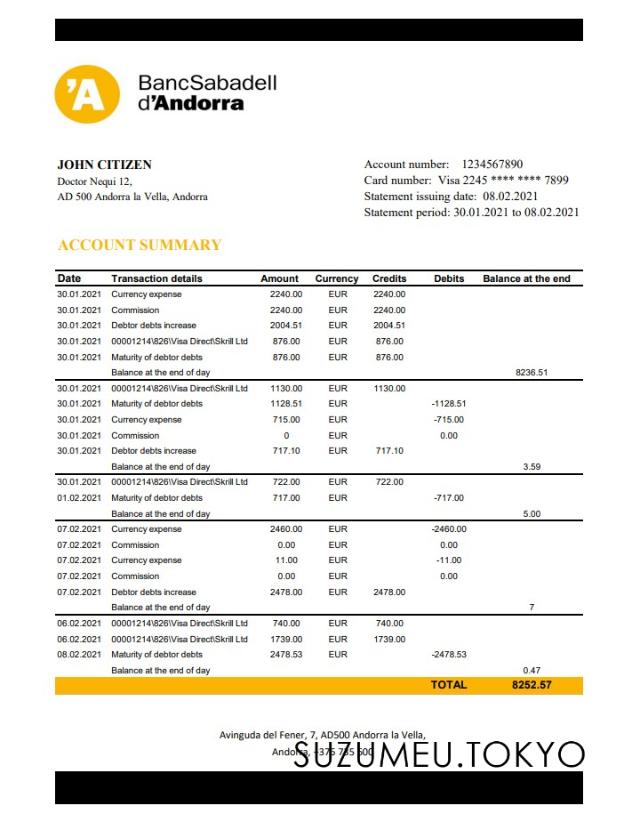 'A BancSabadell
d'Andorra
JOHN CITIZEN
Doctor Nequi 12,
AD 500 Andorra la Vella, Andorra
Account number: 1234567890
Card number: Visa 2245 **** **** 7899
Statement issuing date: 08.02.2021
Statement period: 30.01.2021 to 08.02.2021
ACCOUNT SUMMARY
Date Transaction details Amount Currency Credits Debits Balance at the end
30.01.2021 Currency expense 2240.00 EUR 2240.00
30.01.2021 Commission 2240.00 EUR 2240.00
30.01.2021 Debtor debts increase 2004.51 EUR 2004.51
30.01.2021 00001214\826\Visa Direct\Skrill Ltd 876.00 EUR 876.00
30.01.2021 Maturity of debtor debts 876.00 EUR 876.00
Balance at the end of day 8236.51
30.01.2021 00001214\826\Visa Direct\Skrill Ltd 1130.00 EUR 1130.00
30.01.2021 Maturity of debtor debts 1128.51 EUR -1128.51
30.01.2021 Currency expense 715.00 EUR -715.00
30.01.2021 Commission 0 EUR 0.00
30.01.2021 Debtor debts increase 717.10 EUR 717.10
Balance at the end of day 3.59
30.01.2021 00001214\826\Visa Direct\Skrill Ltd 722.00 EUR 722.00
01.02.2021 Maturity of debtor debts 717.00 EUR -717.00
Balance at the end of day 5.00
07.02.2021 Currency expense 2460.00 EUR -2460.00
07.02.2021 Commission 0.00 EUR 0.00
07.02.2021 Currency expense 11.00 EUR -11.00
07.02.2021 Commission 0.00 EUR 0.00
07.02.2021 Debtor debts increase 2478.00 EUR 2478.00
Balance at the end of day 7
06.02.2021 00001214\826\Visa Direct\Skrill Ltd 740.00 EUR 740.00
06.02.2021 00001214\826\Visa Direct\Skrill Ltd 1739.00 EUR 1739.00
08.02.2021 Maturity of debtor debts 2478.53 EUR -2478.53
Balance at the end of day 0.47
TOTAL 8252.57
Avinguda del Fener, 7, AD500 Andorra la Vella,
Andorra, +376 735 600
SUZUMEU.TOKYO